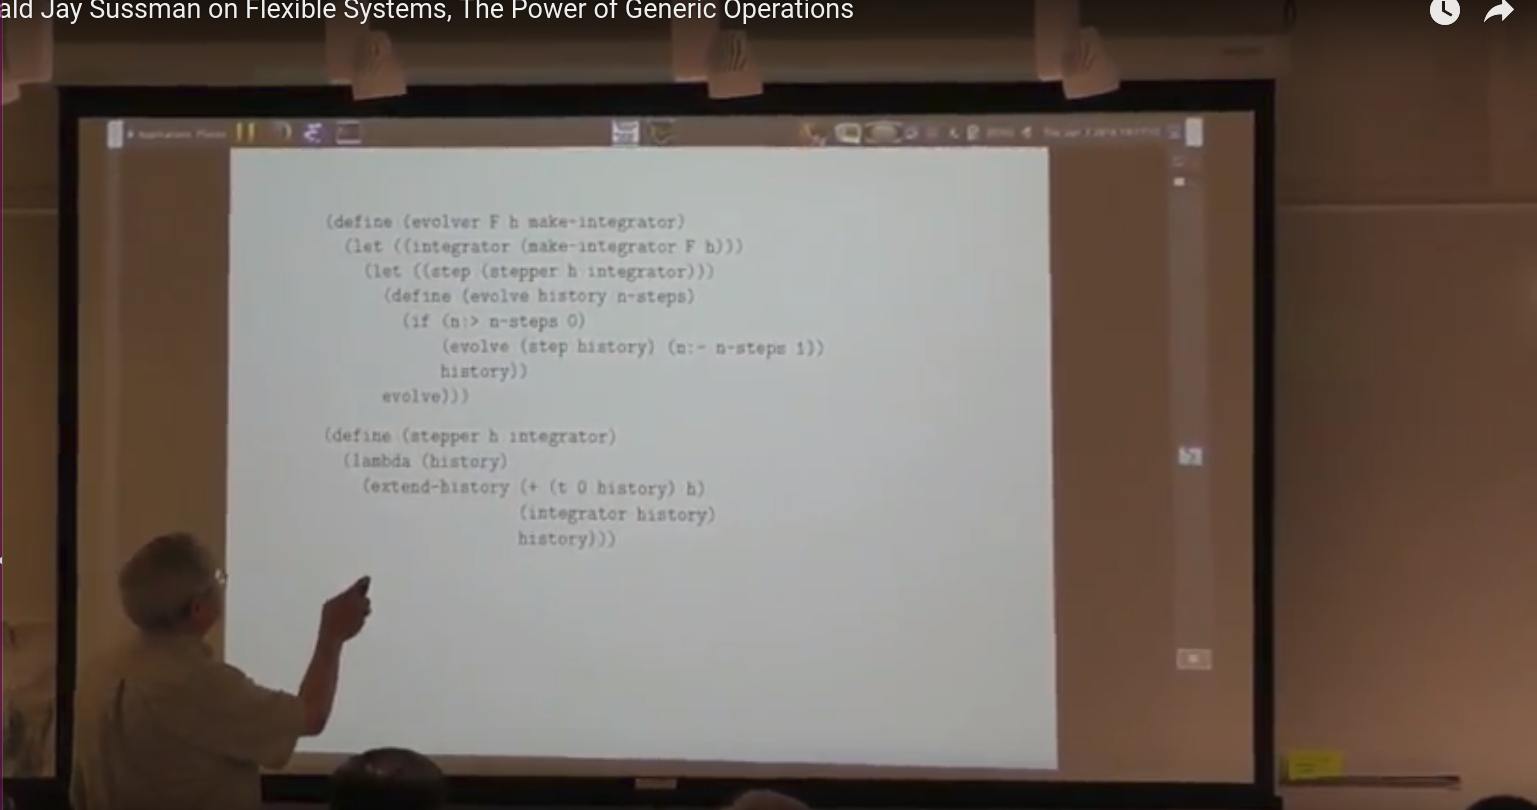 ald Jay Sussman on Flexible Systems, The Power of Generic Operations
Applications Places
(define (evolver F h make-integrator)
(let ((integrator (make-integrator F h)))
(let ((step (stepper h integrator)))
(define (evolve history n-steps)
(if (n:> n-steps 0)
(evolve (step history) (n:- n-steps 1))
history))
evolve)))
(define (stepper h integrator)
(lambda (history)
(extend-history (+ (t 0 history) h)
(integrator history)
history)))